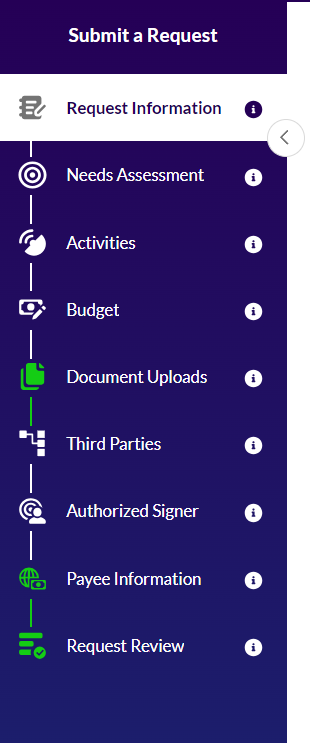 Submit a Request
Request Information
Needs Assessment
Activities
Budget
Document Uploads
Third Parties
Authorized Signer
Payee Information
Request Review